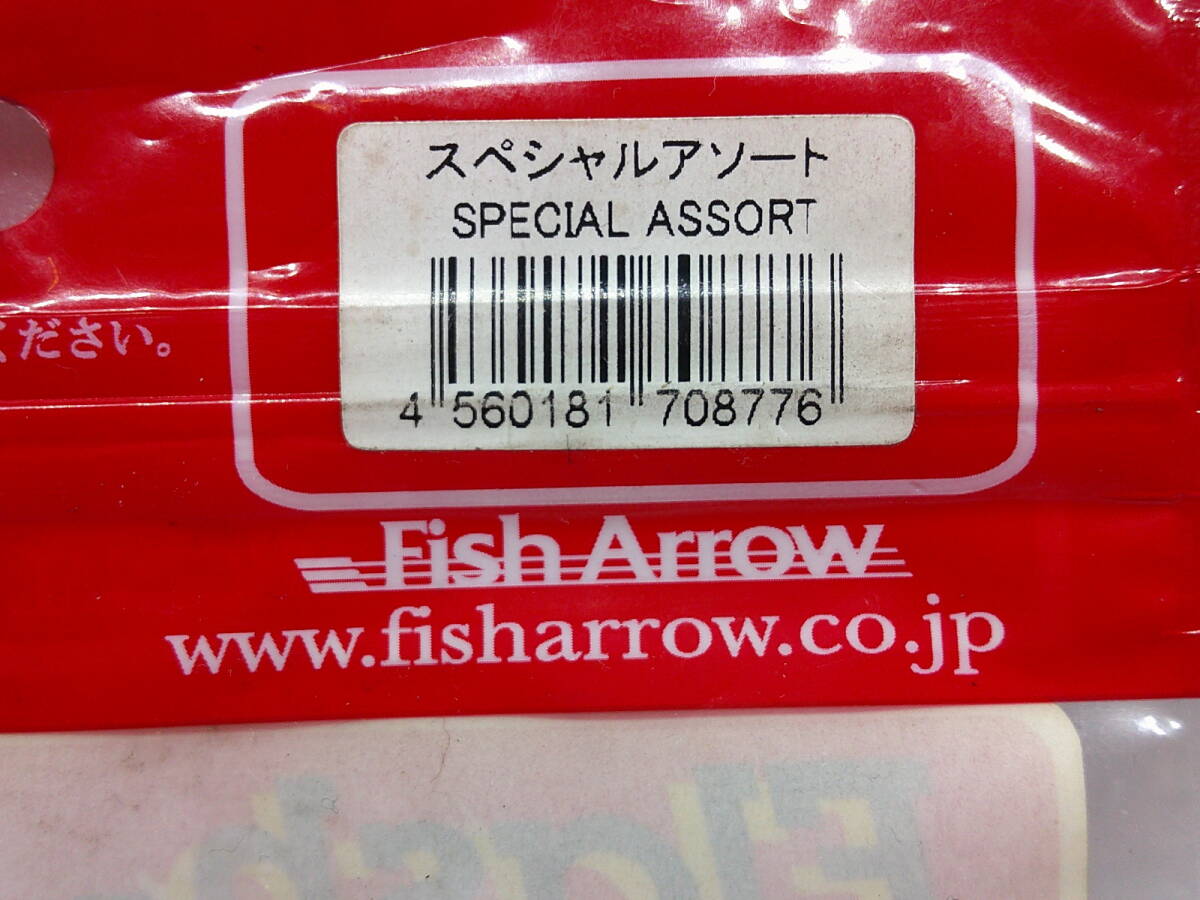 スペシャルアソート
SPECIAL ASSORT
ください。
4 560181 708776
Fish Arrow
www.fisharrow.co.jp